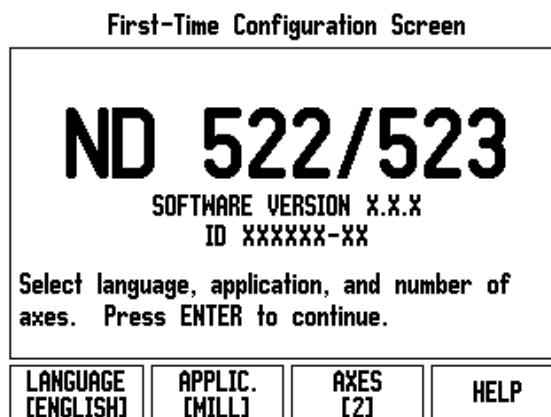 First-Time Configuration Screen
ND 522/523
SOFTWARE VERSION X.X.X
ID XXXXXX-XX
Select language, application, and number of
axes. Press ENTER to continue.
LANGUAGE
[ENGLISH]
APPLIC.
[MILL]
AXES
[2]
HELP